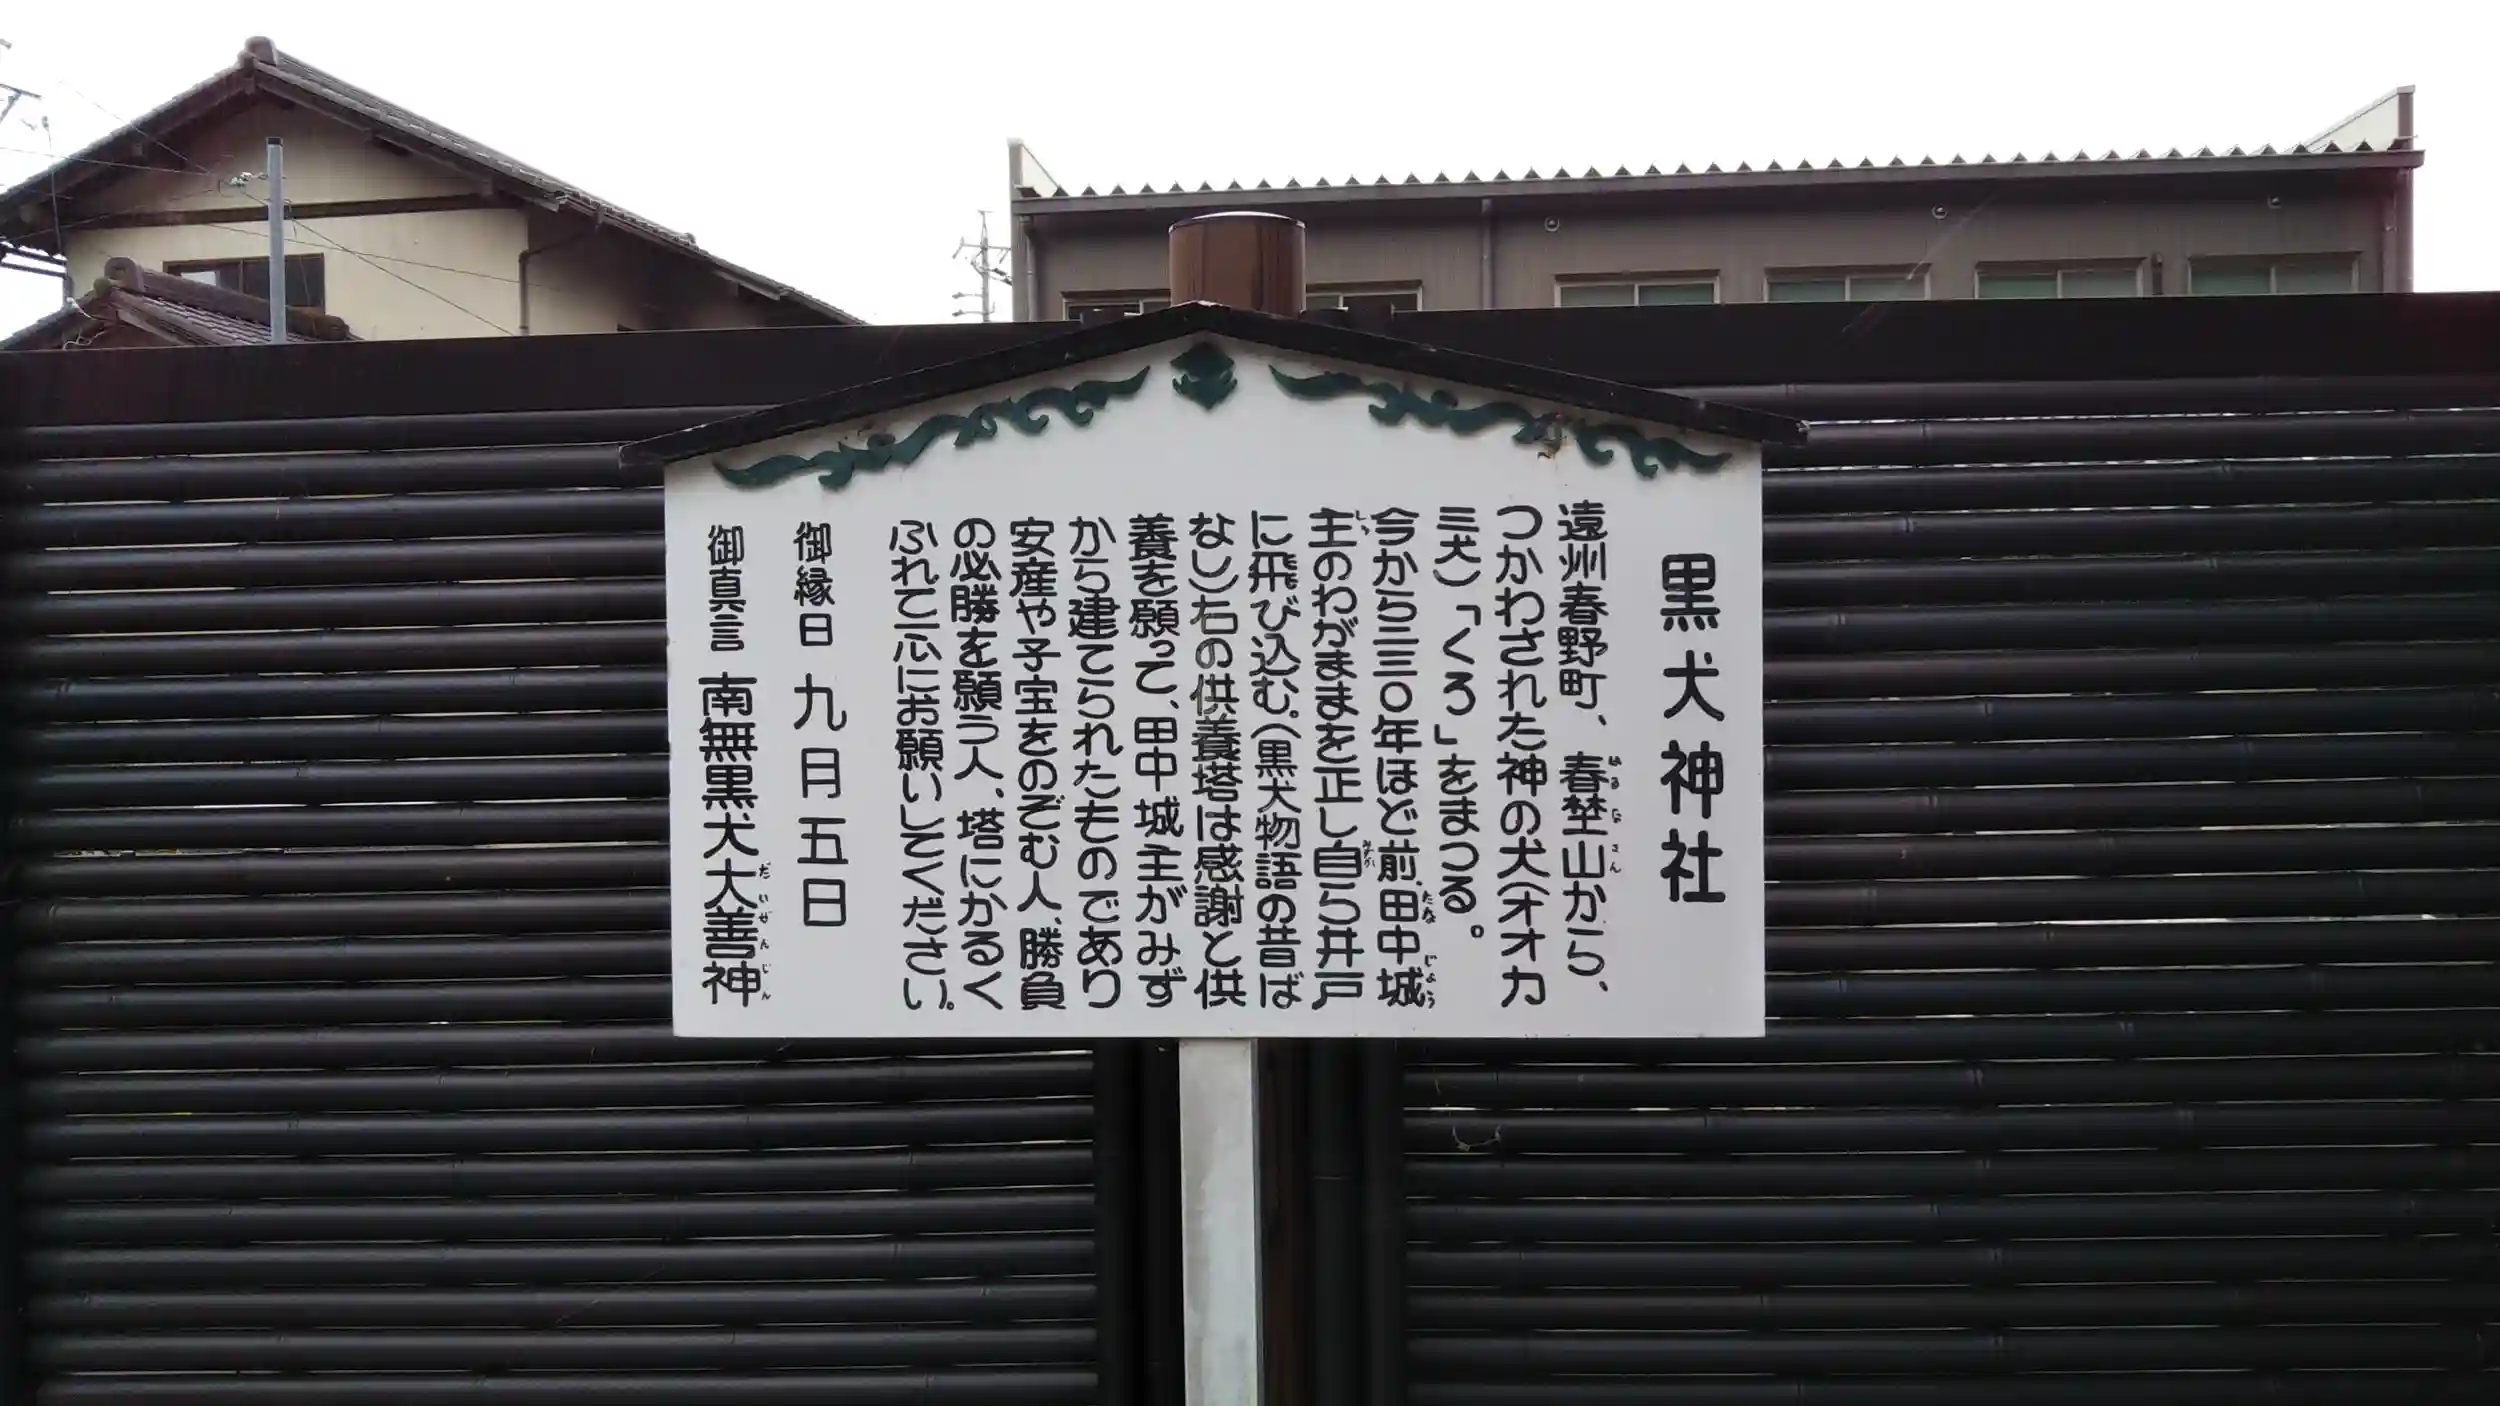 黒犬神社
遠州春野町、春埜山から、
つかわされた神の犬(オオカ
ミ犬)「くろ」をまつる。
今から三三〇年ほど前、田中城
主のわがままを正し自ら井戸
に飛び込む。(黒犬物語の昔ば
なし)右の供養塔は感謝と供
養を願って、田中城主がみず
から建てられたものであり
安産や子宝をのぞむ人、勝負
の必勝を願う人、塔にかるく
ふれて一心にお願いしてください。
御縁日 九月五日
御真言 南無黒犬大善神